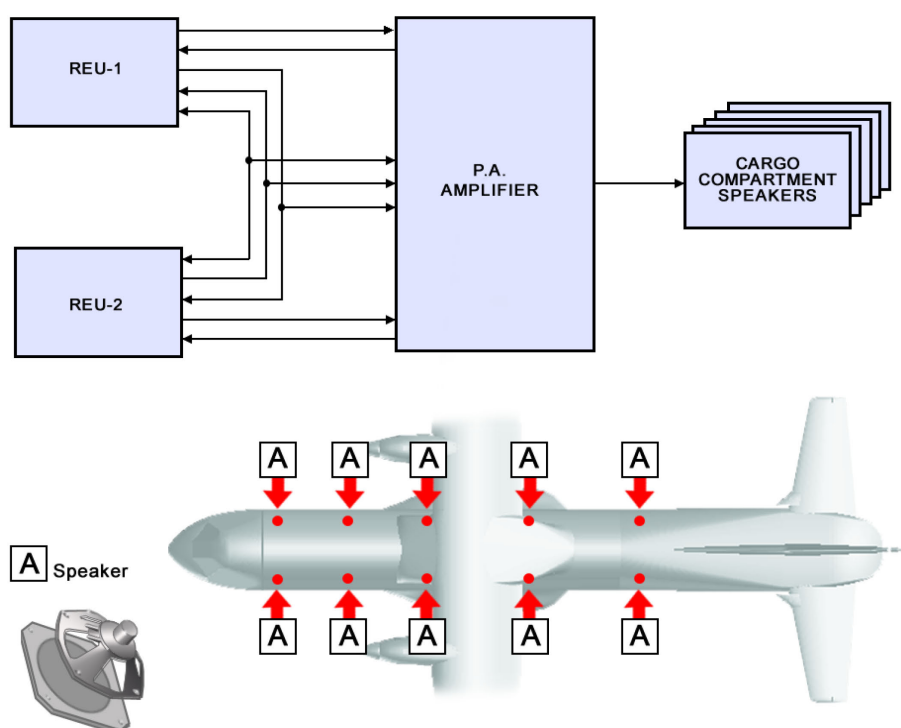 REU-1
P.A.
AMPLIFIER
CARGO
COMPARTMENT
SPEAKERS
REU-2
A
A
A
A
A
A Speaker
A
A
A
A
A